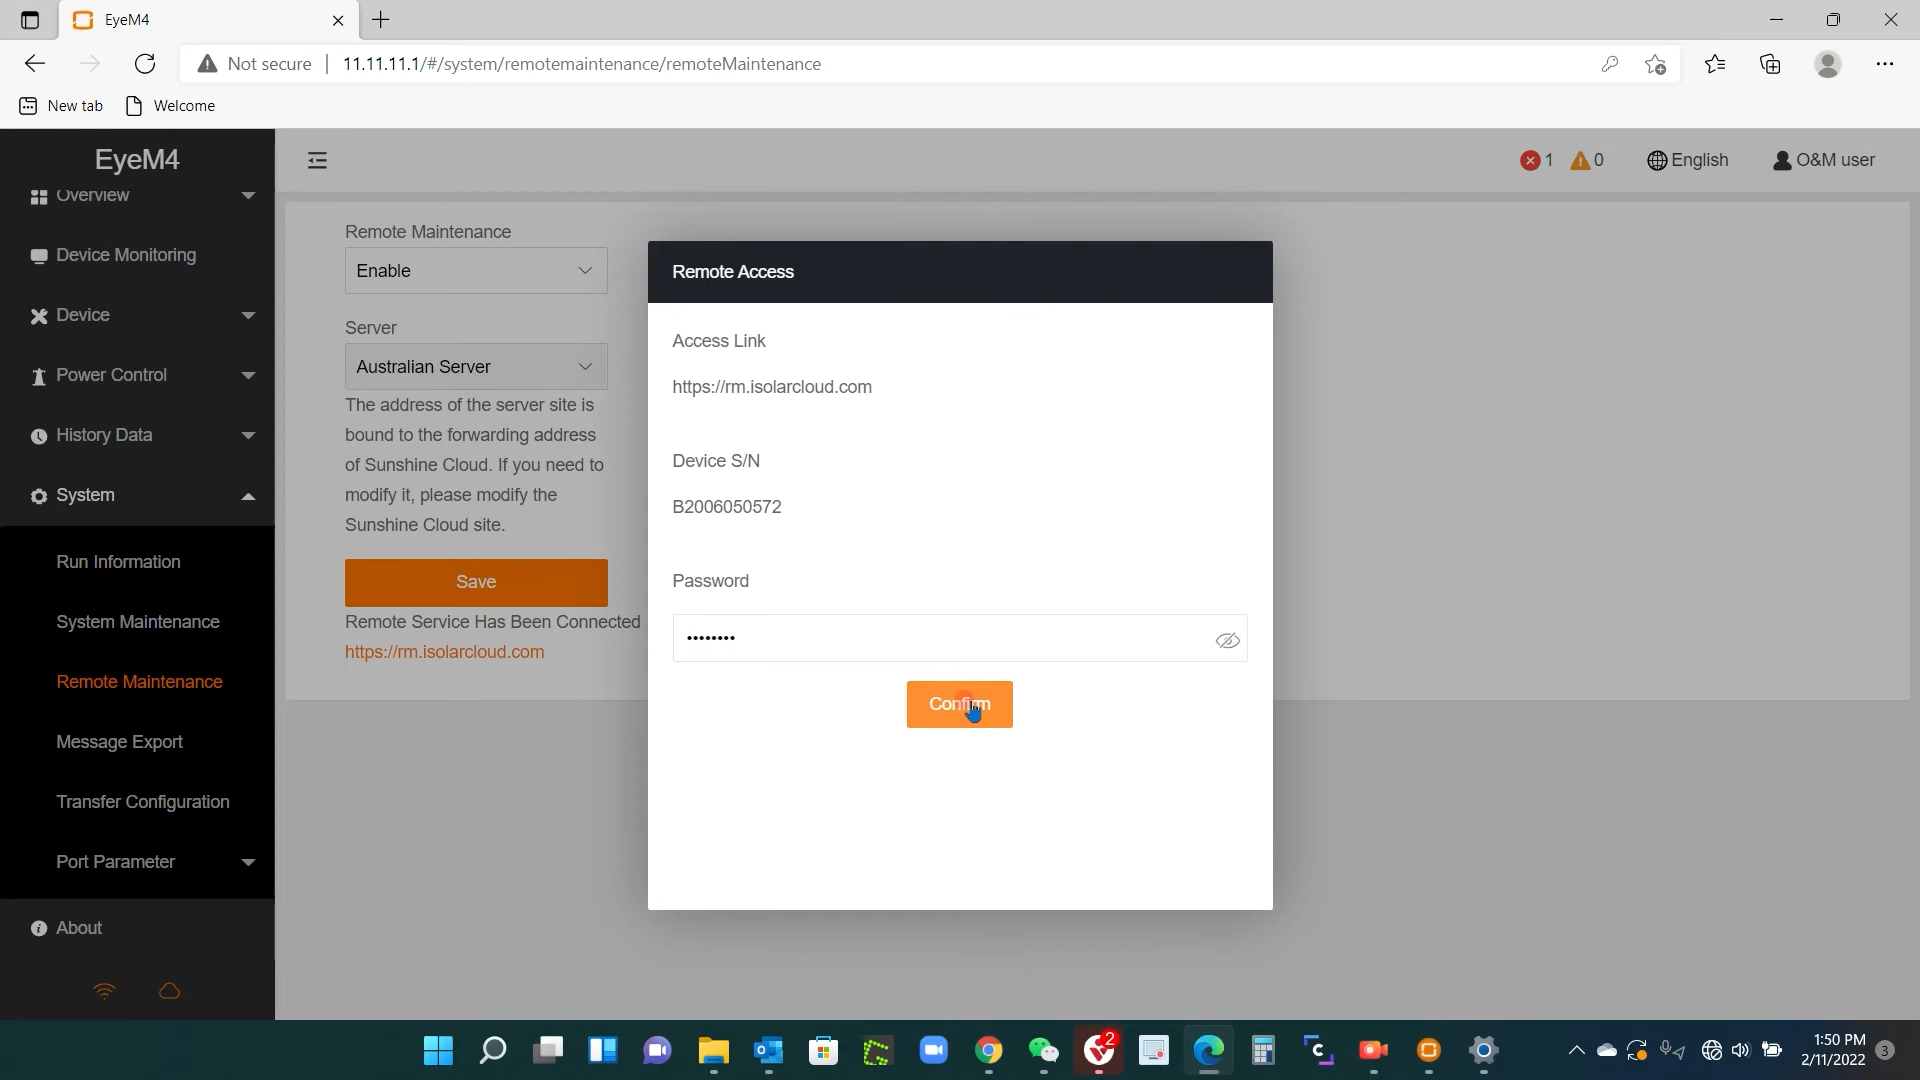 EyeM4
Not secure
11.11.11.1/#/system/remotemaintenance/remoteMaintenance
New tab
Welcome
EyeM4
1
0
English
O&M user
Overview
Device Monitoring
Device
Power Control
History Data
System
Run Information
System Maintenance
Remote Maintenance
Message Export
Transfer Configuration
Port Parameter
About
Remote Maintenance
Enable
Server
Australian Server
The address of the server site is
bound to the forwarding address
of Sunshine Cloud. If you need to
modify it, please modify the
Sunshine Cloud site.
Save
Remote Service Has Been Connected
https://rm.isolarcloud.com
Remote Access
Access Link
https://rm.isolarcloud.com
Device S/N
B2006050572
Password
••••••••
Confirm
2
1:50 PM
2/11/2022
3